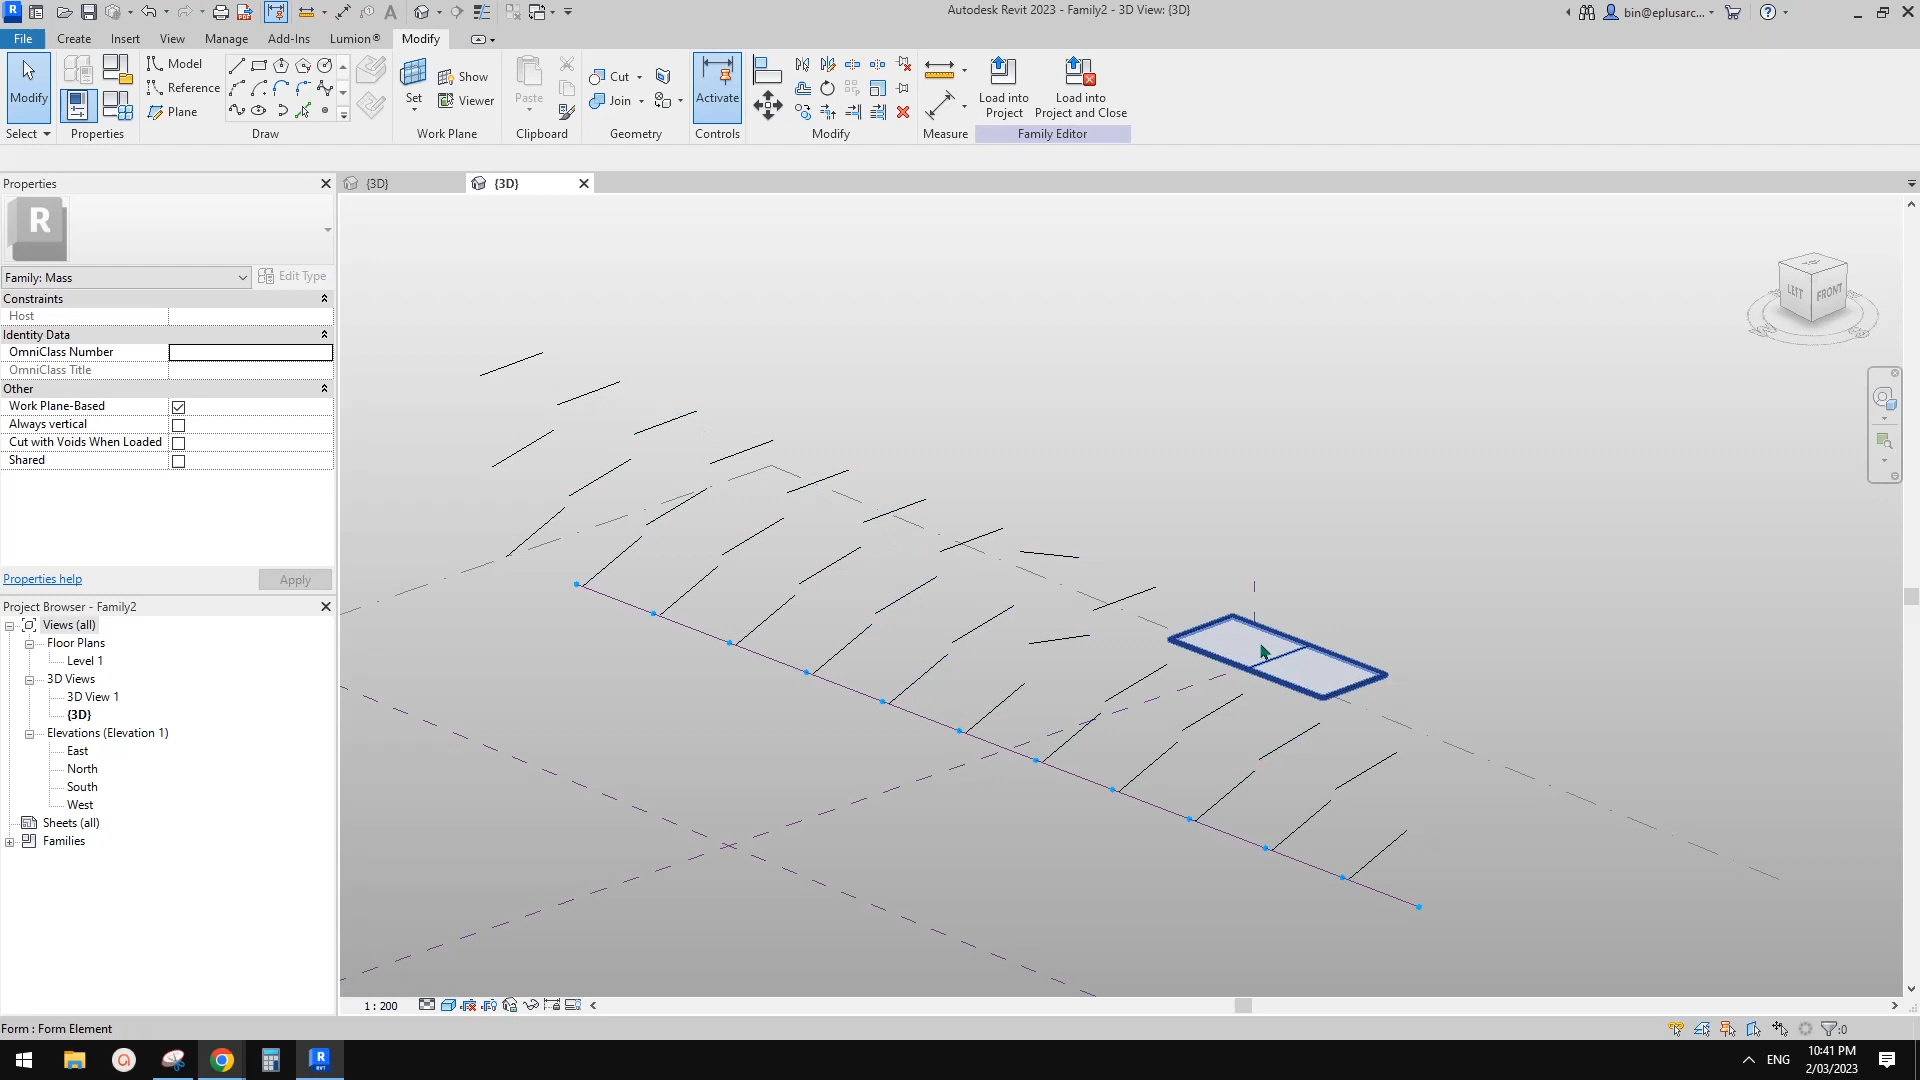 Autodesk Revit 2023 - Family2 - 3D View: {3D}
bin@eplusarc...
File Create Insert View Manage Add-Ins Lumion® Modify
Modify
Select
Properties
Model
Reference
Plane
Draw
Set
Show
Viewer
Work Plane
Paste
Clipboard
Cut
Join
Geometry
Activate
Controls
Modify
Measure
Load into
Project
Load into
Project and Close
Family Editor
Properties
R
{3D}
{3D}
Family: Mass
Edit Type
Constraints
Host
Identity Data
OmniClass Number
OmniClass Title
Other
Work Plane-Based
Always vertical
Cut with Voids When Loaded
Shared
Properties help
Apply
LEFT
FRONT
Project Browser - Family2
Views (all)
Floor Plans
Level 1
3D Views
3D View 1
{3D}
Elevations (Elevation 1)
East
North
South
West
Sheets (all)
Families
1 : 200
Form : Form Element
:0
ENG
10:41 PM
2/03/2023